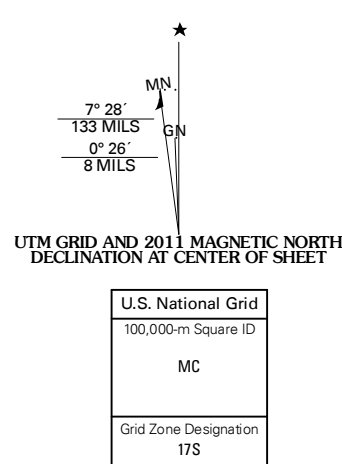 MN
7° 28´
133 MILS
GN
0° 26´
8 MILS
UTM GRID AND 2011 MAGNETIC NORTH
DECLINATION AT CENTER OF SHEET
U.S. National Grid
100,000-m Square ID
MC
Grid Zone Designation
17S